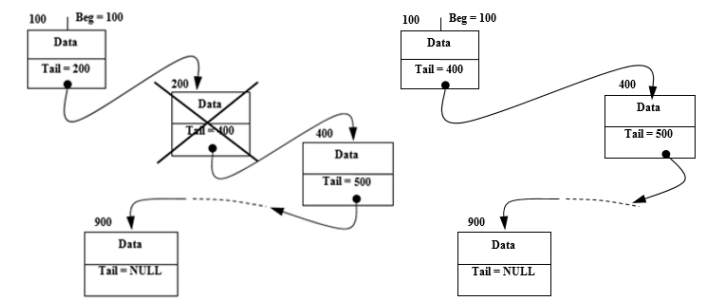 100 Beg = 100
Data
Tail = 200
200
Data
Tail = 400
400
Data
Tail = 500
900
Data
Tail = NULL
100 Beg = 100
Data
Tail = 400
400
Data
Tail = 500
900
Data
Tail = NULL